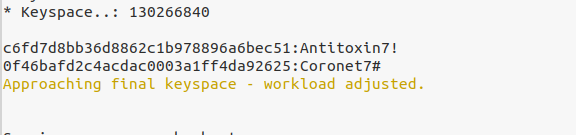 * Keyspace..: 130266840
c6fd7d8bb36d8862c1b978896a6bec51:Antitoxin7!
0f46bafd2c4acdac0003a1ff4da92625:Coronet7#
Approaching final keyspace - workload adjusted.